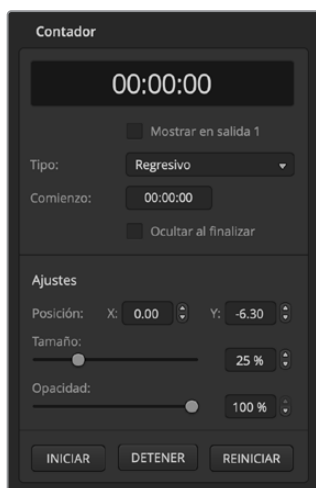 Contador
00:00:00
Mostrar en salida 1
Tipo: Regresivo
Comienzo: 00:00:00
Ocultar al finalizar
Ajustes
Posición: X: 0.00 Y: -6.30
Tamaño:
25 %
Opacidad:
100 %
INICIAR DETENER REINICIAR